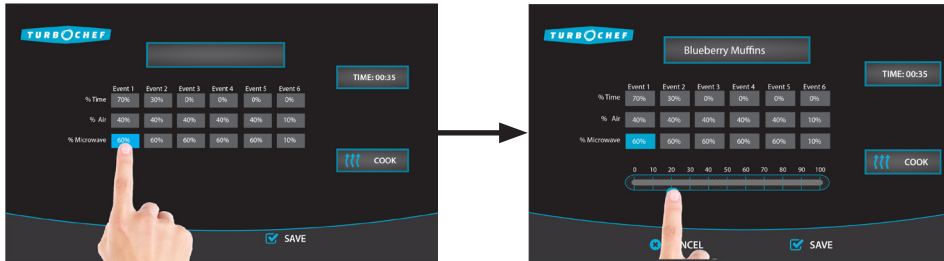 TURBOCHEF
TIME: 00:35
Event 1 Event 2 Event 3 Event 4 Event 5 Event 6
% Time 70% 30% 0% 0% 0% 0%
% Air 40% 40% 40% 40% 40% 10%
% Microwave 60% 60% 60% 60% 60% 10%
COOK
SAVE
TURBOCHEF
Blueberry Muffins
TIME: 00:35
Event 1 Event 2 Event 3 Event 4 Event 5 Event 6
% Time 70% 30% 0% 0% 0% 0%
% Air 40% 40% 40% 40% 40% 10%
% Microwave 60% 60% 60% 60% 60% 10%
COOK
0 10 20 30 40 50 60 70 80 90 100
NCEL
SAVE